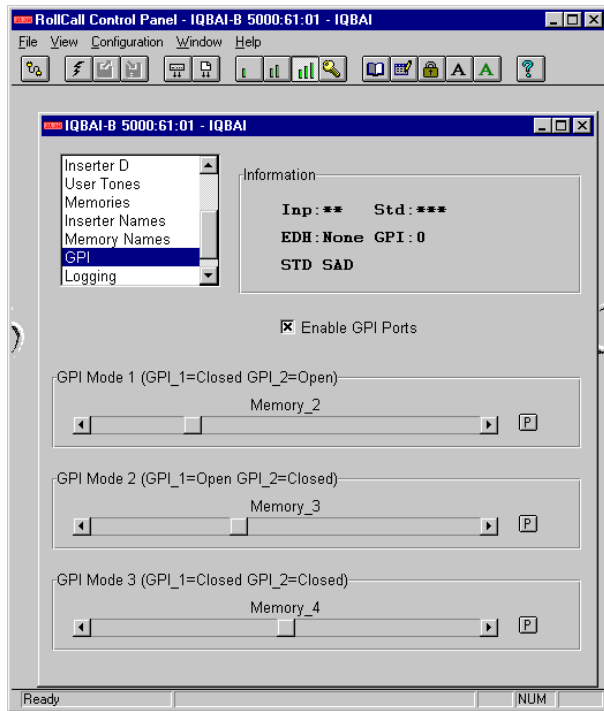 RollCall Control Panel - IQBAI-B 5000:61:01 - IQBAI
File View Configuration Window Help
A A ?
IQBAI-B 5000:61:01 - IQBAI
Inserter D
User Tones
Memories
Inserter Names
Memory Names
GPI
Logging
Information
Inp:** Std:***
EDH:None GPI:0
STD SAD
Enable GPI Ports
GPI Mode 1 (GPI_1=Closed GPI_2=Open)
Memory_2
P
GPI Mode 2 (GPI_1=Open GPI_2=Closed)
Memory_3
P
GPI Mode 3 (GPI_1=Closed GPI_2=Closed)
Memory_4
P
Ready NUM